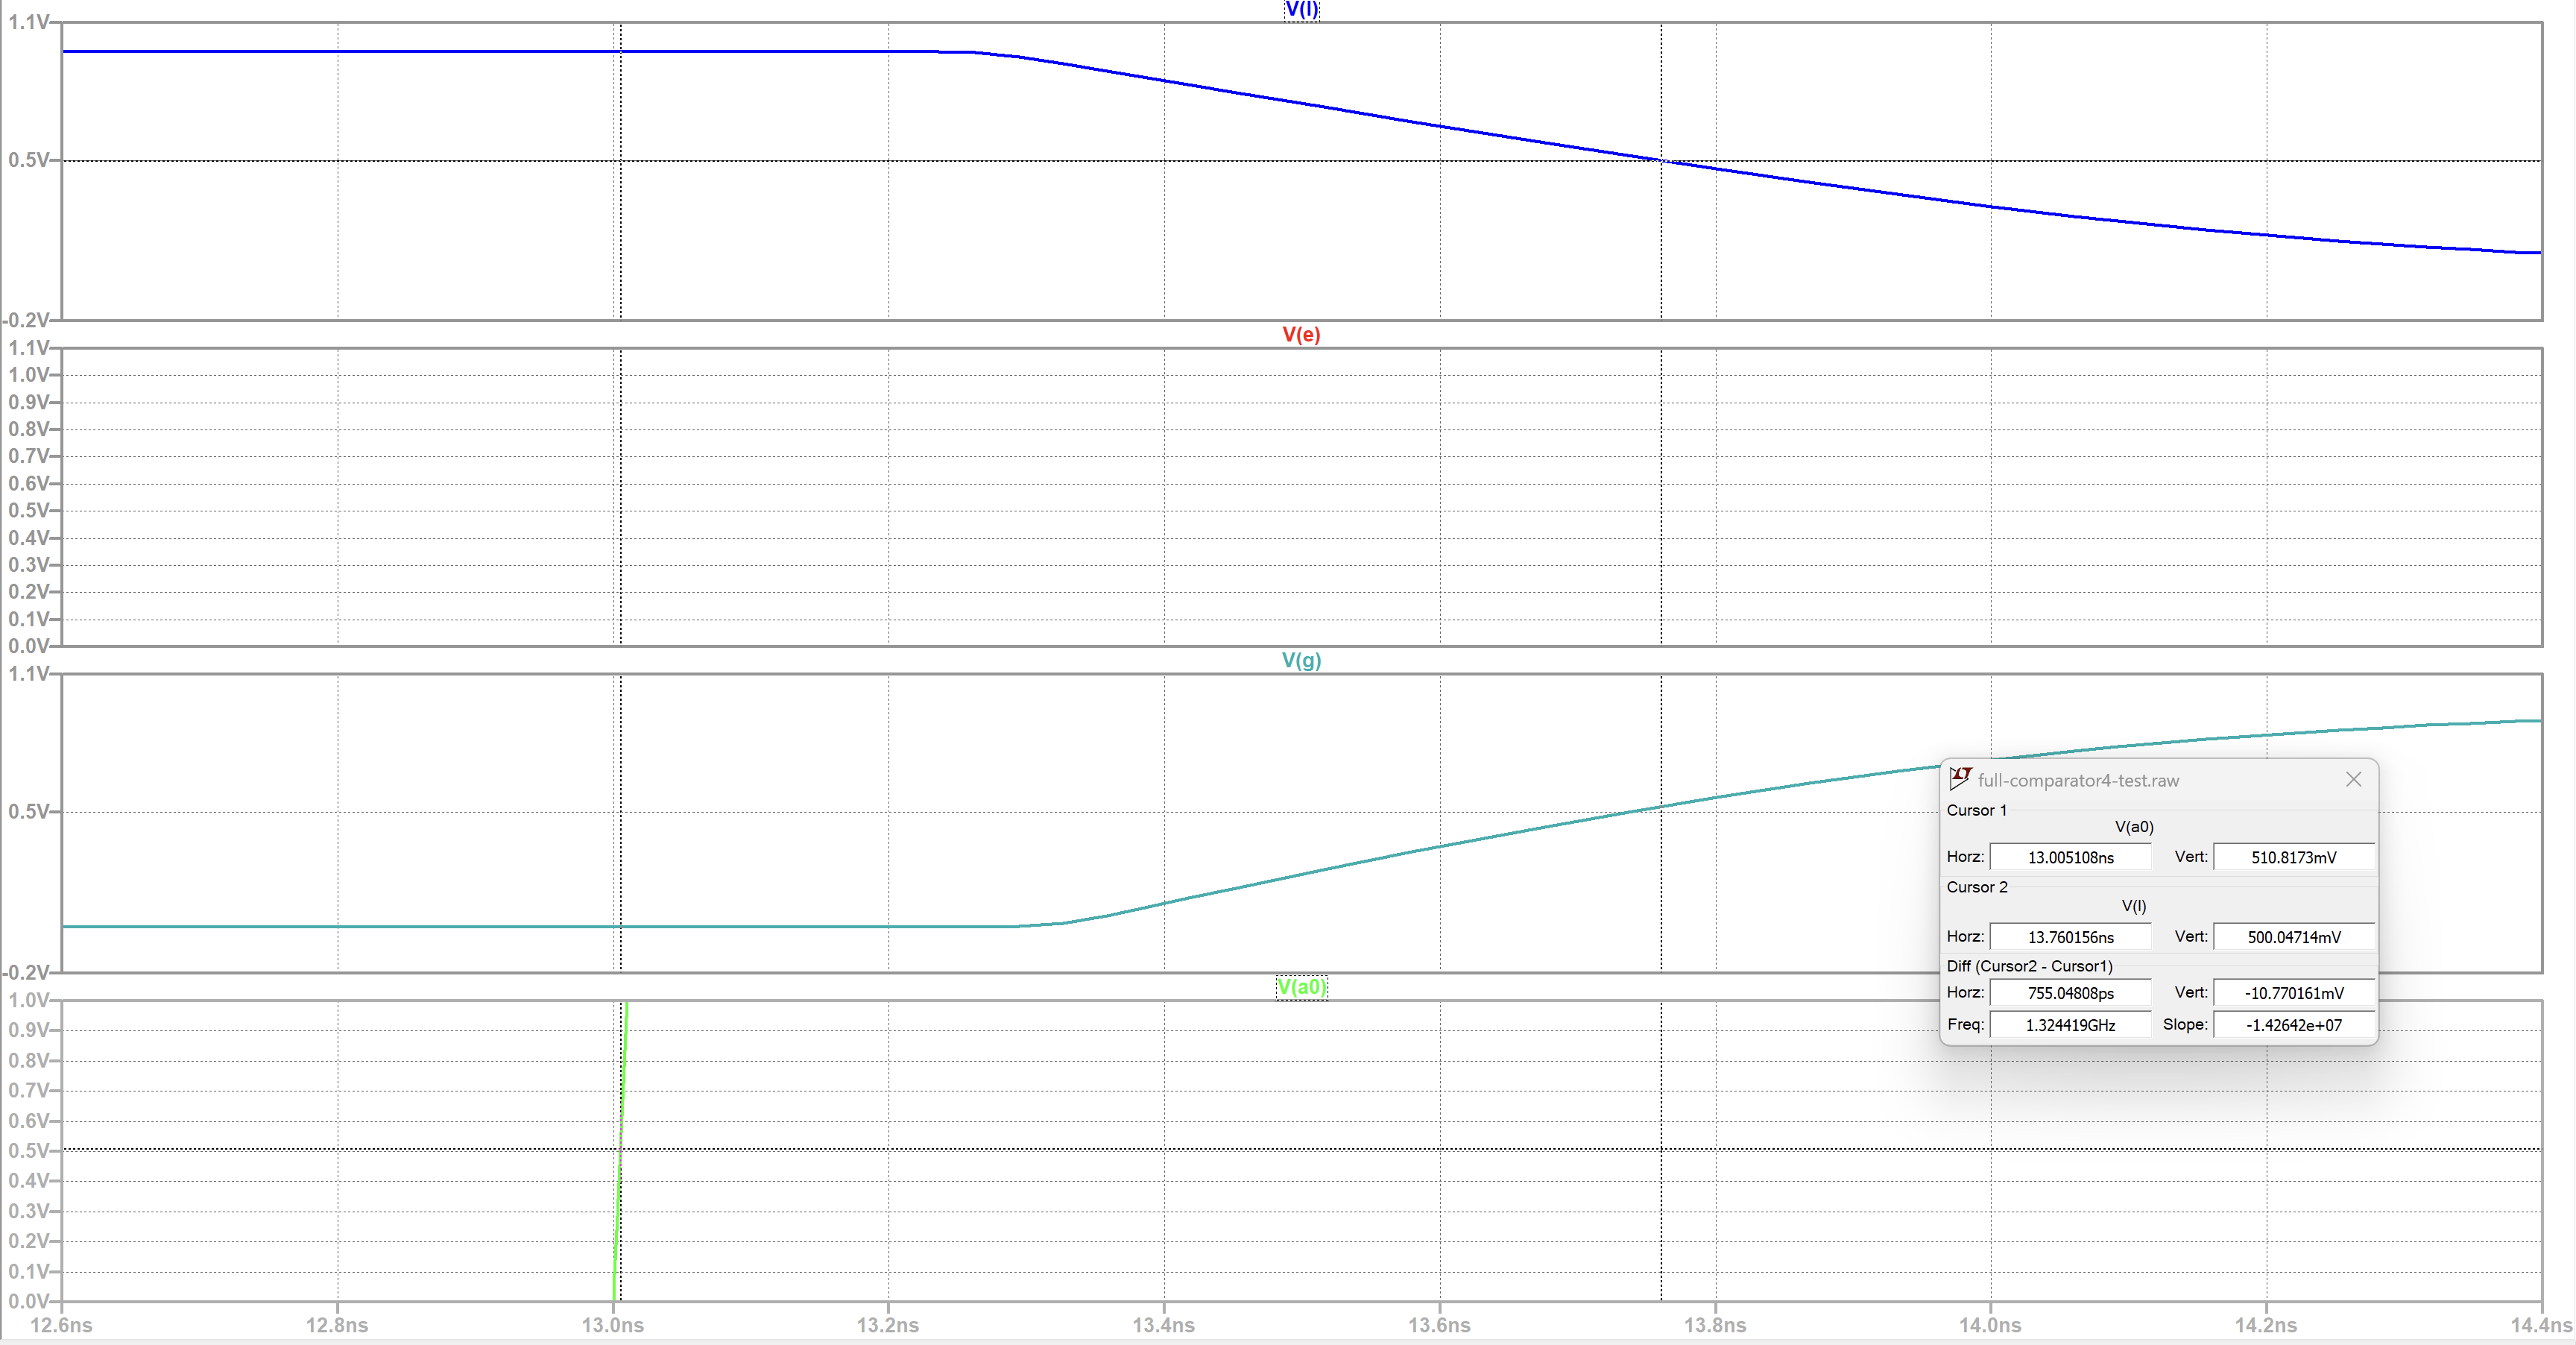 V(l)
1.1V
0.5V
-0.2V
V(e)
1.1V
1.0V
0.9V
0.8V
0.7V
0.6V
0.5V
0.4V
0.3V
0.2V
0.1V
0.0V
V(g)
1.1V
0.5V
-0.2V
V(a0)
1.0V
0.9V
0.8V
0.7V
0.6V
0.5V
0.4V
0.3V
0.2V
0.1V
0.0V
12.6ns 12.8ns 13.0ns 13.2ns 13.4ns 13.6ns 13.8ns 14.0ns 14.2ns 14.4ns
full-comparator4-test.raw
Cursor 1
V(a0)
Horz: 13.005108ns Vert: 510.8173mV
Cursor 2
V(l)
Horz: 13.760156ns Vert: 500.04714mV
Diff (Cursor2 - Cursor1)
Horz: 755.04808ps Vert: -10.770161mV
Freq: 1.324419GHz Slope: -1.42642e+07